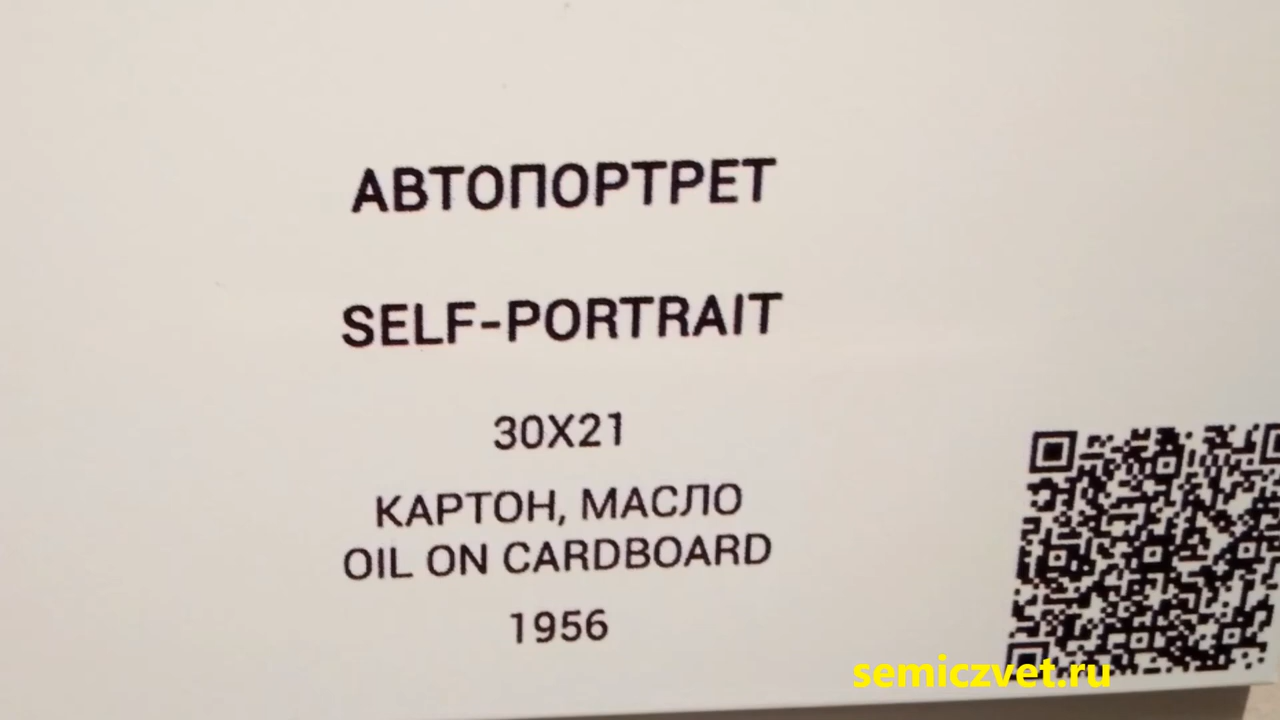 АВТОПОРТРЕТ
SELF-PORTRAIT
30X21
КАРТОН, МАСЛО
OIL ON CARDBOARD
1956
semiczvet.ru